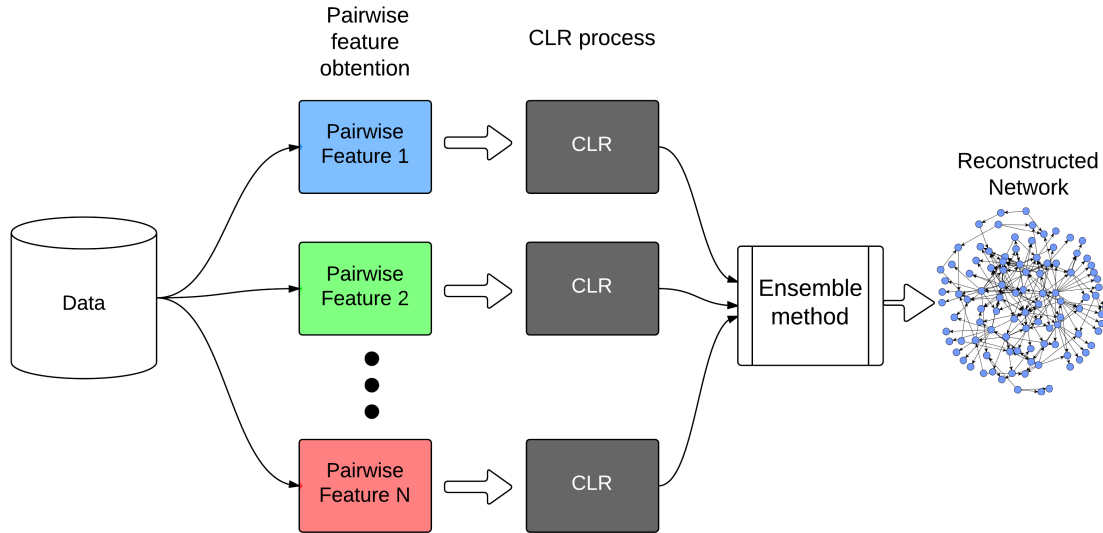 Pairwise
feature
obtention
CLR process
Pairwise
Feature 1
CLR
Reconstructed
Network
Data
Pairwise
Feature 2
CLR
Ensemble
method
Pairwise
Feature N
CLR